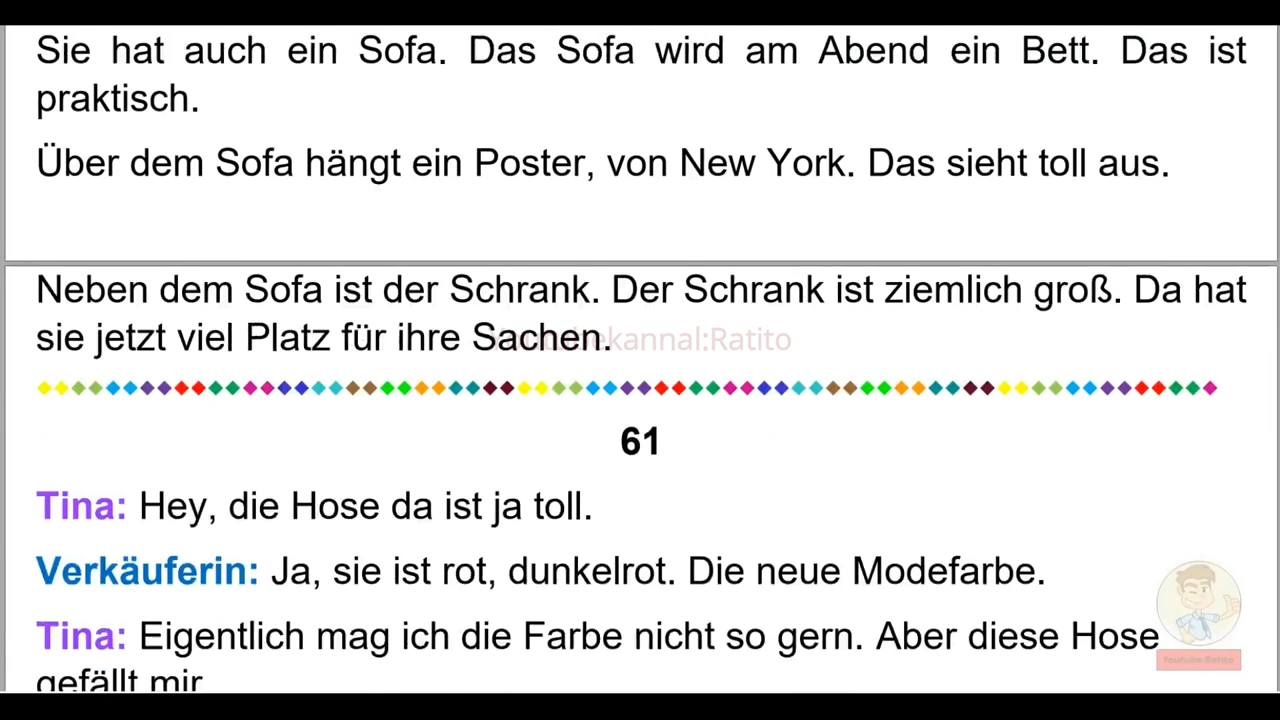 Sie hat auch ein Sofa. Das Sofa wird am Abend ein Bett. Das ist
praktisch.
Über dem Sofa hängt ein Poster, von New York. Das sieht toll aus.
Neben dem Sofa ist der Schrank. Der Schrank ist ziemlich groß. Da hat
sie jetzt viel Platz für ihre Sachen.
61
Tina: Hey, die Hose da ist ja toll.
Verkäuferin: Ja, sie ist rot, dunkelrot. Die neue Modefarbe.
Tina: Eigentlich mag ich die Farbe nicht so gern. Aber diese Hose
gefällt mir
Youtube:Ratito